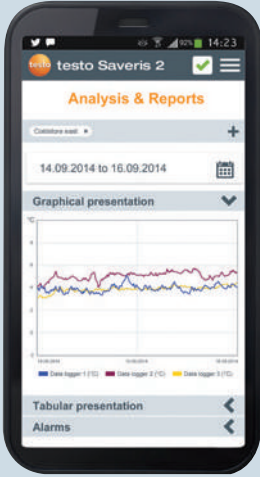 92% 14:23
testo testo Saveris 2
Analysis & Reports
14.09.2014 to 16.09.2014
Graphical presentation
°C
Data logger 1 (°C) Data logger 2 (°C) Data logger 3 (°C)
Tabular presentation
Alarms